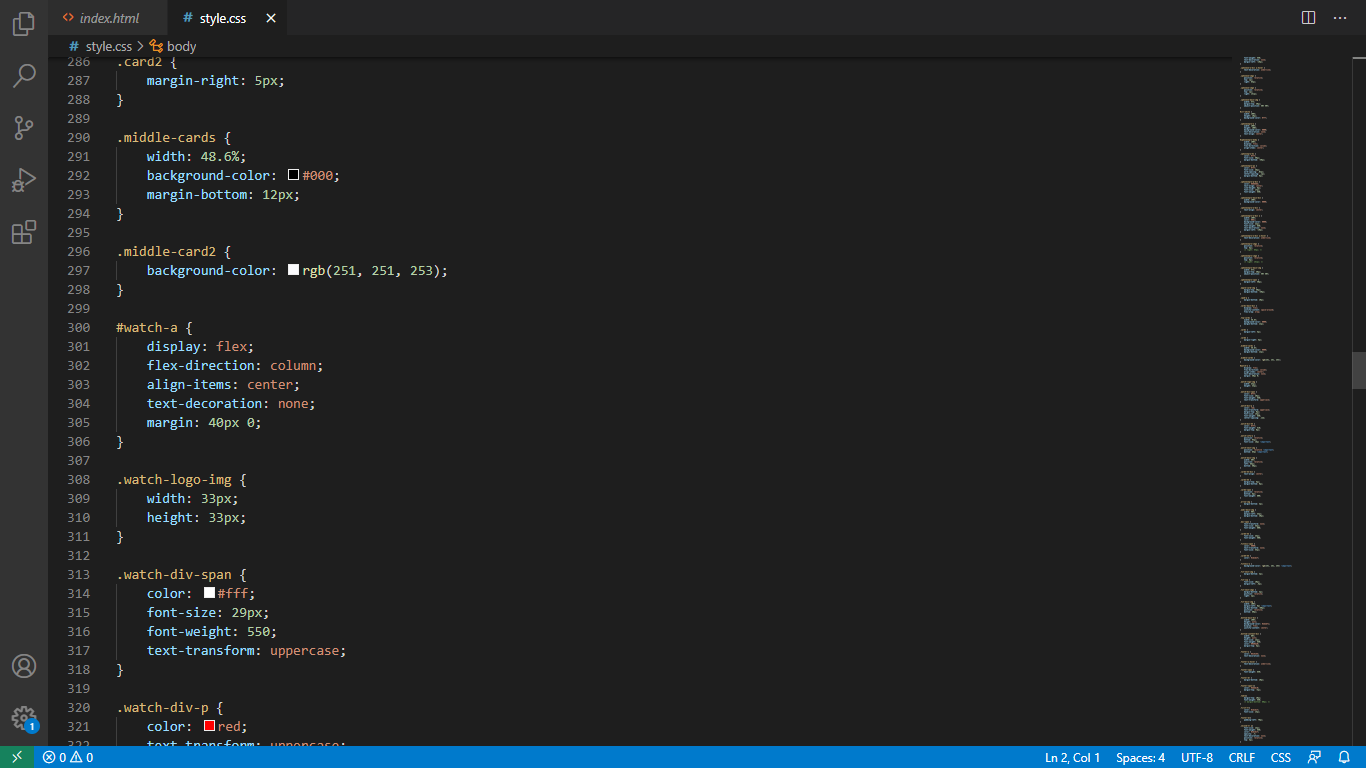 index.html
style.css
style.css
body
286 .card2 {
287 margin-right: 5px;
288 }
289
290 .middle-cards {
291 width: 48.6%;
292 background-color: #000;
293 margin-bottom: 12px;
294 }
295
296 .middle-card2 {
297 background-color: rgb(251, 251, 253);
298 }
299
300 #watch-a {
301 display: flex;
302 flex-direction: column;
303 align-items: center;
304 text-decoration: none;
305 margin: 40px 0;
306 }
307
308 .watch-logo-img {
309 width: 33px;
310 height: 33px;
311 }
312
313 .watch-div-span {
314 color: #fff;
315 font-size: 29px;
316 font-weight: 550;
317 text-transform: uppercase;
318 }
319
320 .watch-div-p {
321 color: red;
322 text-transform: uppercase;
1
0 0 Ln 2, Col 1 Spaces: 4 UTF-8 CRLF CSS